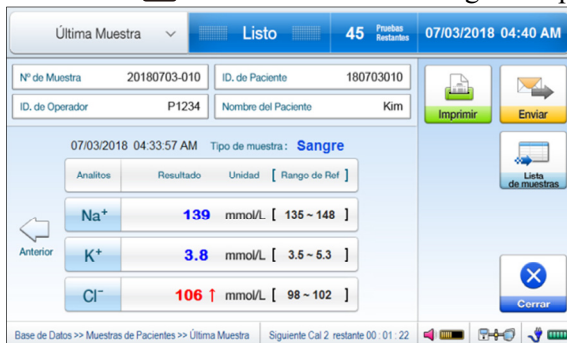 Última Muestra
Listo
45 Pruebas Restantes
07/03/2018 04:40 AM
Nº de Muestra 20180703-010
ID. de Paciente 180703010
ID. de Operador P1234
Nombre del Paciente Kim
Imprimir
Enviar
07/03/2018 04:33:57 AM Tipo de muestra : Sangre
Lista de muestras
Analitos Resultado Unidad [ Rango de Ref ]
Na⁺ 139 mmol/L [ 135 ~ 148 ]
Anterior
K⁺ 3.8 mmol/L [ 3.5 ~ 5.3 ]
Cl⁻ 106 ↑ mmol/L [ 98 ~ 102 ]
Cerrar
Base de Datos >> Muestras de Pacientes >> Última Muestra
Siguiente Cal 2 restante 00 : 01 : 22